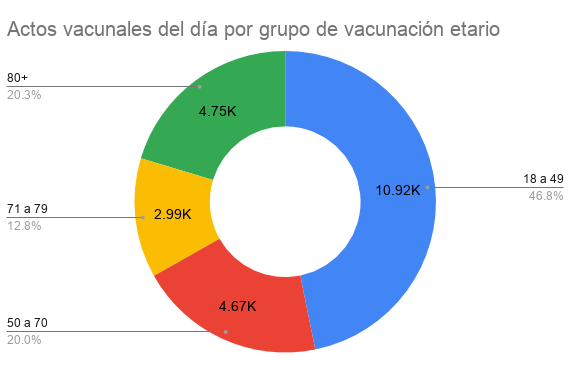 Actos vacunales del día por grupo de vacunación etario
80+
20.3%
4.75K
18 a 49
46.8%
10.92K
71 a 79
12.8%
2.99K
50 a 70
20.0%
4.67K